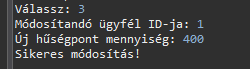 Válassz: 3
Módosítandó ügyfél ID-ja: 1
Új hűségpont mennyiség: 400
Sikeres módosítás!